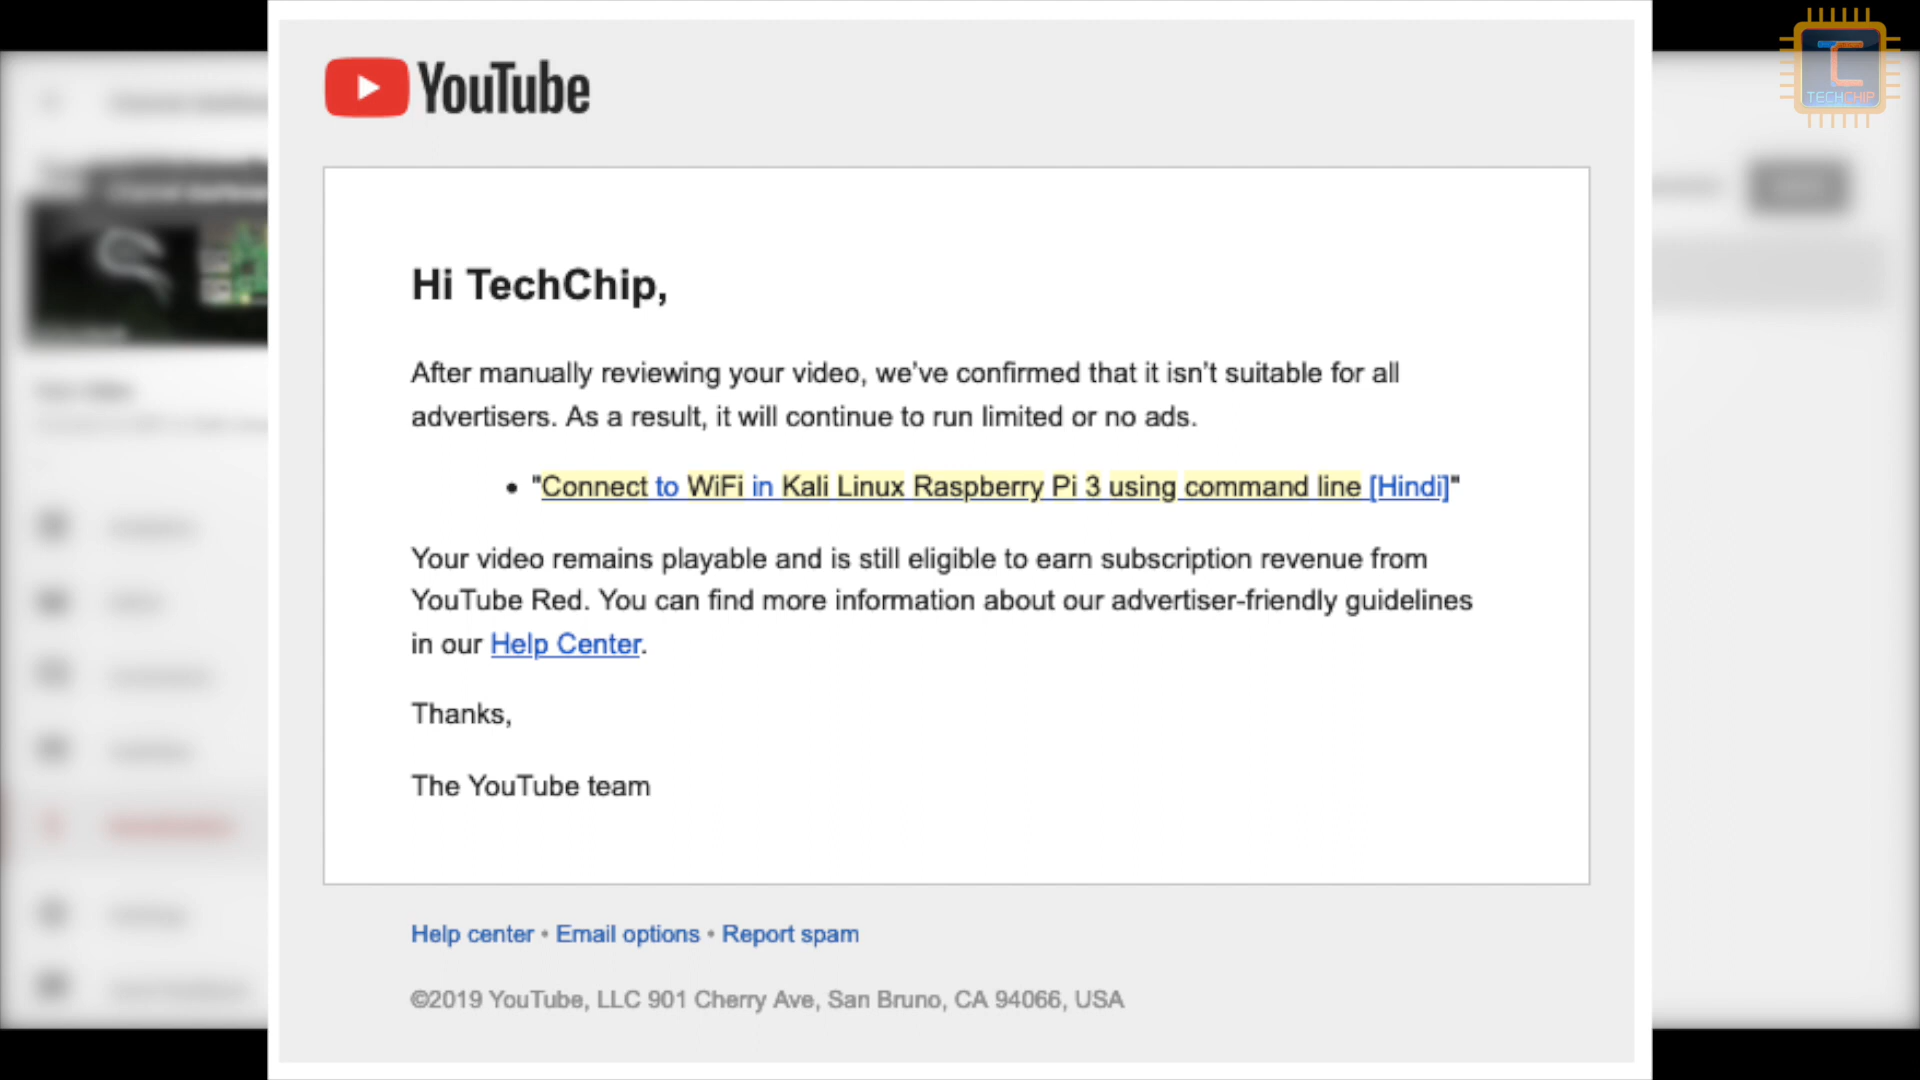 YouTube
TECHCHIP
Hi TechChip,
After manually reviewing your video, we’ve confirmed that it isn’t suitable for all
advertisers. As a result, it will continue to run limited or no ads.
• "Connect to WiFi in Kali Linux Raspberry Pi 3 using command line [Hindi]"
Your video remains playable and is still eligible to earn subscription revenue from
YouTube Red. You can find more information about our advertiser-friendly guidelines
in our Help Center.
Thanks,
The YouTube team
Help center • Email options • Report spam
©2019 YouTube, LLC 901 Cherry Ave, San Bruno, CA 94066, USA